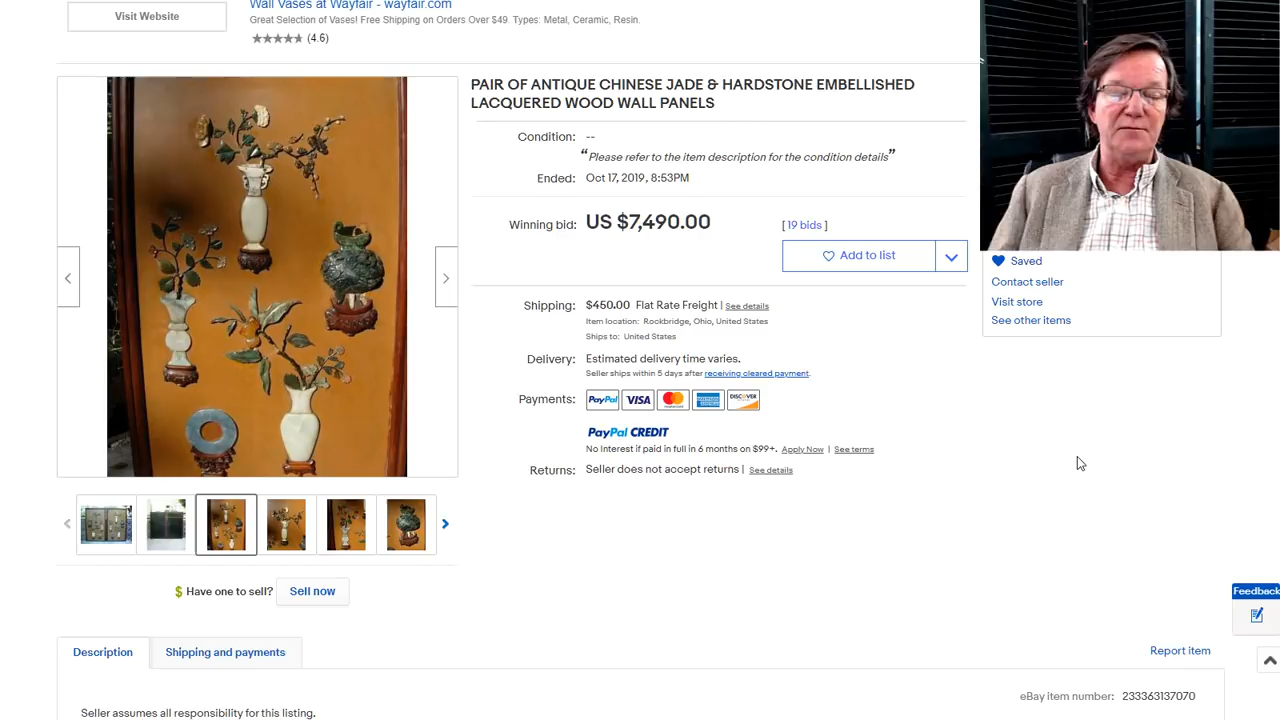 Visit Website
Wall Vases at Wayfair - wayfair.com
Great Selection of Vases! Free Shipping on Orders Over $49. Types: Metal, Ceramic, Resin.
(4.6)
PAIR OF ANTIQUE CHINESE JADE & HARDSTONE EMBELLISHED
LACQUERED WOOD WALL PANELS
Condition: --
“Please refer to the item description for the condition details”
Ended: Oct 17, 2019, 8:53PM
Winning bid: US $7,490.00 [ 19 bids ]
Add to list
Saved
Contact seller
Visit store
See other items
Shipping: $450.00 Flat Rate Freight | See details
Item location: Rockbridge, Ohio, United States
Ships to: United States
Delivery: Estimated delivery time varies.
Seller ships within 5 days after receiving cleared payment.
Payments: PayPal VISA MasterCard AMERICAN EXPRESS DISCOVER
PayPal CREDIT
No Interest if paid in full in 6 months on $99+. Apply Now | See terms
Returns: Seller does not accept returns | See details
$ Have one to sell? Sell now
Feedback
Description Shipping and payments Report item
eBay item number: 233363137070
Seller assumes all responsibility for this listing.